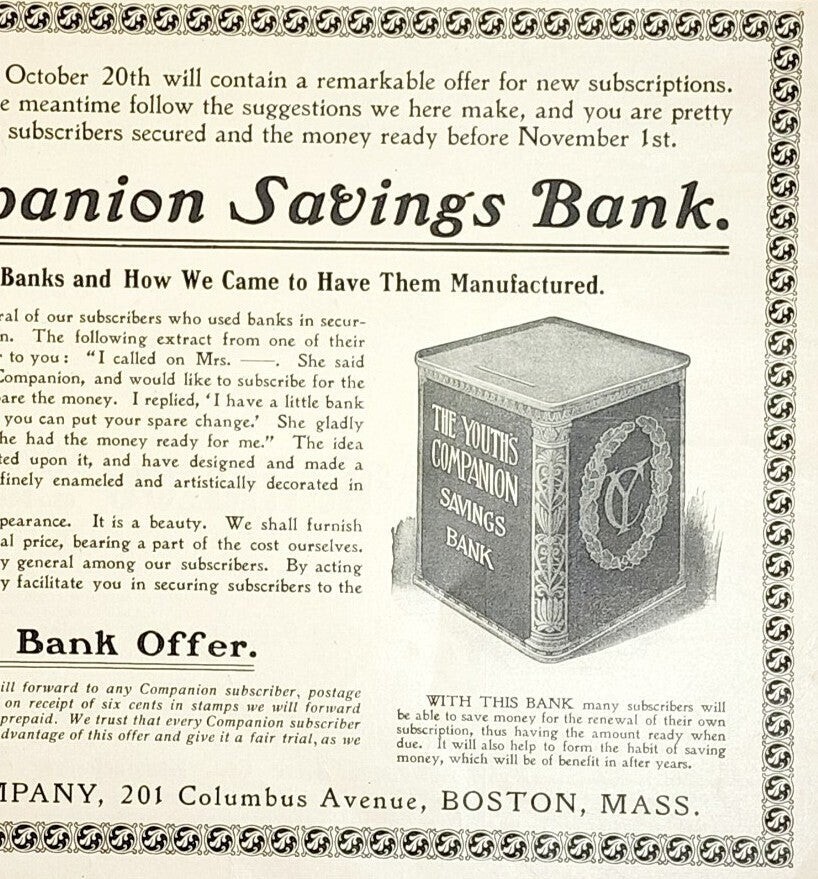 October 20th will contain a remarkable offer for new subscriptions.
e meantime follow the suggestions we here make, and you are pretty
subscribers secured and the money ready before November 1st.
panion Savings Bank.
Banks and How We Came to Have Them Manufactured.
ral of our subscribers who used banks in secur-
n. The following extract from one of their
to you: “I called on Mrs. ——. She said
Companion, and would like to subscribe for the
are the money. I replied, ‘I have a little bank
you can put your spare change.’ She gladly
he had the money ready for me.” The idea
ted upon it, and have designed and made a
finely enameled and artistically decorated in
pearance. It is a beauty. We shall furnish
al price, bearing a part of the cost ourselves.
y general among our subscribers. By acting
y facilitate you in securing subscribers to the
Bank Offer.
ill forward to any Companion subscriber, postage
on receipt of six cents in stamps we will forward
prepaid. We trust that every Companion subscriber
dvantage of this offer and give it a fair trial, as we
THE YOUTH'S
COMPANION
SAVINGS
BANK
YC
WITH THIS BANK many subscribers will
be able to save money for the renewal of their own
subscription, thus having the amount ready when
due. It will also help to form the habit of saving
money, which will be of benefit in after years.
MPANY, 201 Columbus Avenue, BOSTON, MASS.